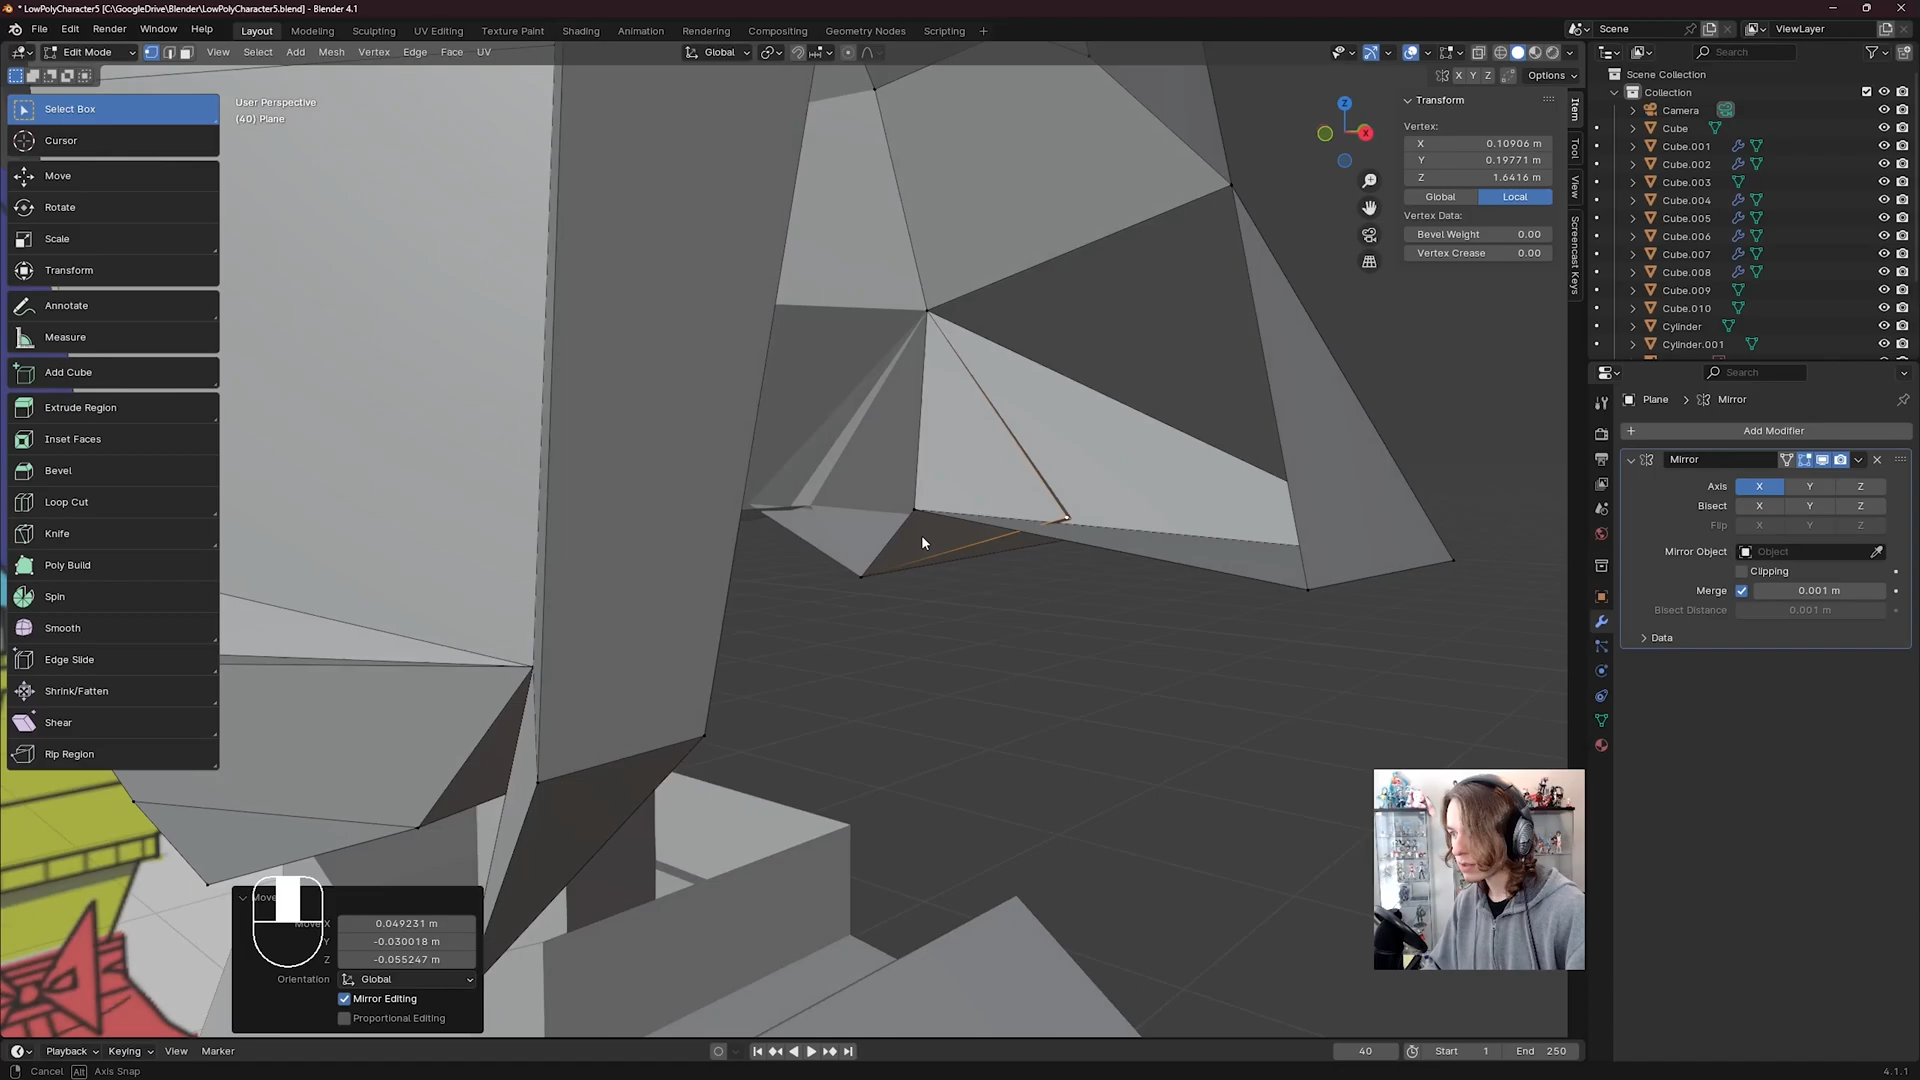 * LowPolyCharacter5 [C:\GoogleDrive\Blender\LowPolyCharacter5.blend] - Blender 4.1
File Edit Render Window Help
Layout Modeling Sculpting UV Editing Texture Paint Shading Animation Rendering Compositing Geometry Nodes Scripting +
Scene
ViewLayer
Edit Mode View Select Add Mesh Vertex Edge Face UV
Global
Search
X Y Z Options
Select Box
Cursor
Move
Rotate
Scale
Transform
Annotate
Measure
Add Cube
Extrude Region
Inset Faces
Bevel
Loop Cut
Knife
Poly Build
Spin
Smooth
Edge Slide
Shrink/Fatten
Shear
Rip Region
User Perspective
(40) Plane
Z
X
Transform
Vertex:
X 0.10906 m
Y 0.19771 m
Z 1.6416 m
Global Local
Vertex Data:
Bevel Weight 0.00
Vertex Crease 0.00
Item
Tool
View
Screencast Keys
Scene Collection
Collection
Camera
Cube
Cube.001
Cube.002
Cube.003
Cube.004
Cube.005
Cube.006
Cube.007
Cube.008
Cube.009
Cube.010
Cylinder
Cylinder.001
Search
Plane > Mirror
+ Add Modifier
Mirror
Axis X Y Z
Bisect X Y Z
Flip X Y Z
Mirror Object Object
Clipping
Merge 0.001 m
Bisect Distance 0.001 m
Data
Move X 0.049231 m
Y -0.030018 m
Z -0.055247 m
Orientation Global
Mirror Editing
Proportional Editing
Playback Keying View Marker
40 Start 1 End 250
Cancel Alt Axis Snap
4.1.1